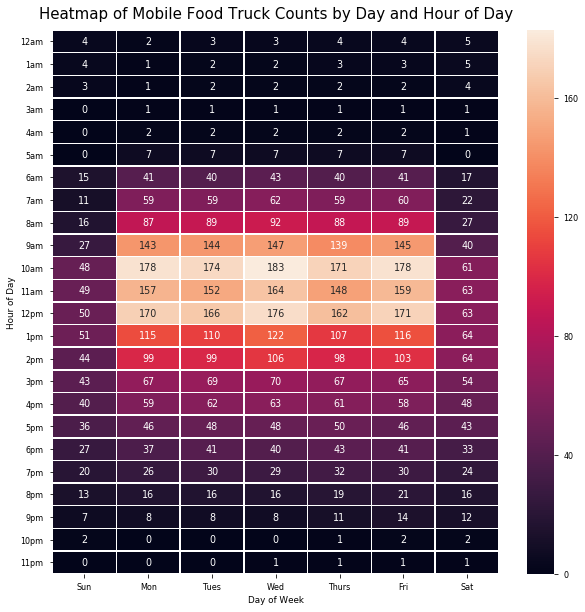 Heatmap of Mobile Food Truck Counts by Day and Hour of Day
12am 4 2 3 3 4 4 5
1am 4 1 2 2 3 3 5
2am 3 1 2 2 2 2 4
3am 0 1 1 1 1 1 1
4am 0 2 2 2 2 2 1
5am 0 7 7 7 7 7 0
6am 15 41 40 43 40 41 17
7am 11 59 59 62 59 60 22
8am 16 87 89 92 88 89 27
9am 27 143 144 147 139 145 40
10am 48 178 174 183 171 178 61
11am 49 157 152 164 148 159 63
12pm 50 170 166 176 162 171 63
1pm 51 115 110 122 107 116 64
2pm 44 99 99 106 98 103 64
3pm 43 67 69 70 67 65 54
4pm 40 59 62 63 61 58 48
5pm 36 46 48 48 50 46 43
6pm 27 37 41 40 43 41 33
7pm 20 26 30 29 32 30 24
8pm 13 16 16 16 19 21 16
9pm 7 8 8 8 11 14 12
10pm 2 0 0 0 1 2 2
11pm 0 0 0 1 1 1 1
Sun Mon Tues Wed Thurs Fri Sat
Day of Week
Hour of Day
160
120
80
40
0